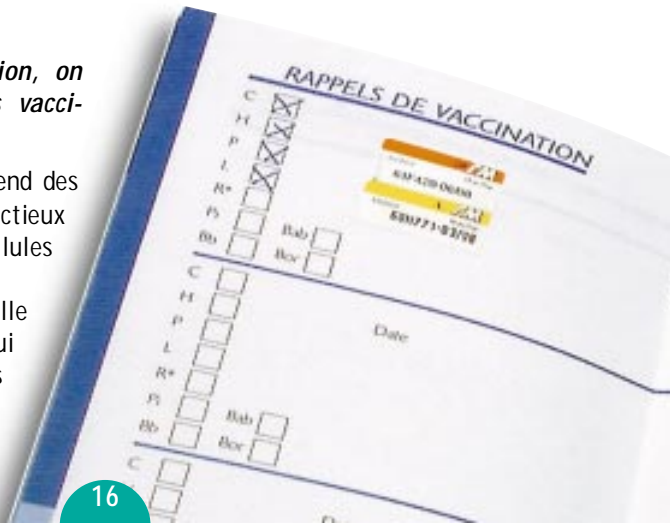 ion, on
s vacci-
end des
ctieux
lules
lle
ui
s
RAPPELS DE VACCINATION
C
H
P
L
R*
Pi
Bb
Bab
Bor
C
H
P
L
R*
Pi
Bb
Bab
Bor
Date
C
16